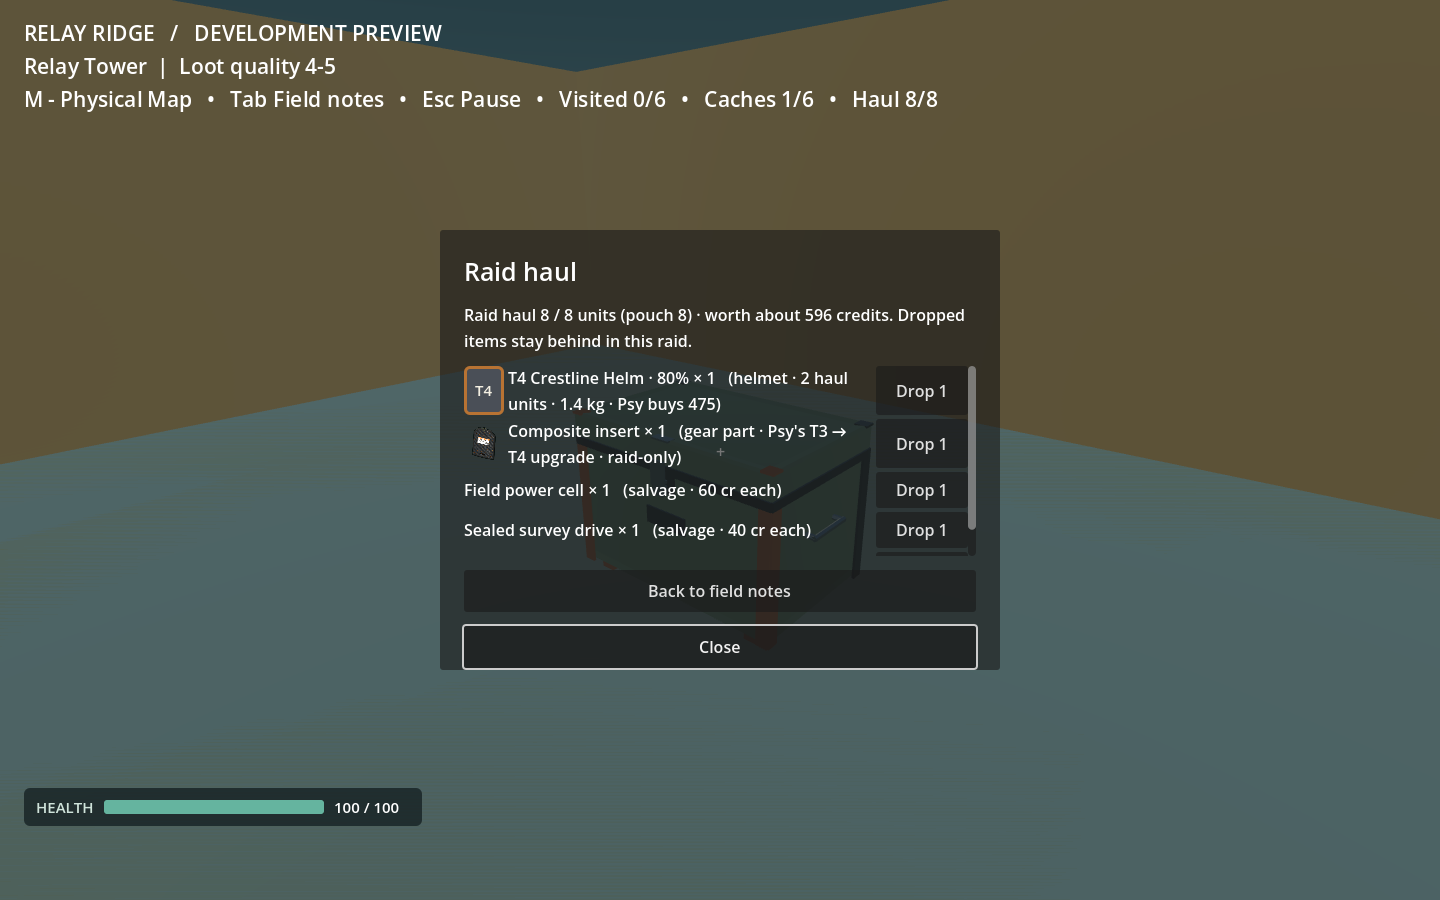 RELAY RIDGE / DEVELOPMENT PREVIEW
Relay Tower | Loot quality 4-5
M - Physical Map • Tab Field notes • Esc Pause • Visited 0/6 • Caches 1/6 • Haul 8/8
Raid haul
Raid haul 8 / 8 units (pouch 8) · worth about 596 credits. Dropped
items stay behind in this raid.
T4
T4 Crestline Helm · 80% × 1 (helmet · 2 haul
units · 1.4 kg · Psy buys 475)
Drop 1
Composite insert × 1 (gear part · Psy's T3 →
T4 upgrade · raid-only)
Drop 1
Field power cell × 1 (salvage · 60 cr each)
Drop 1
Sealed survey drive × 1 (salvage · 40 cr each)
Drop 1
Back to field notes
Close
HEALTH 100 / 100